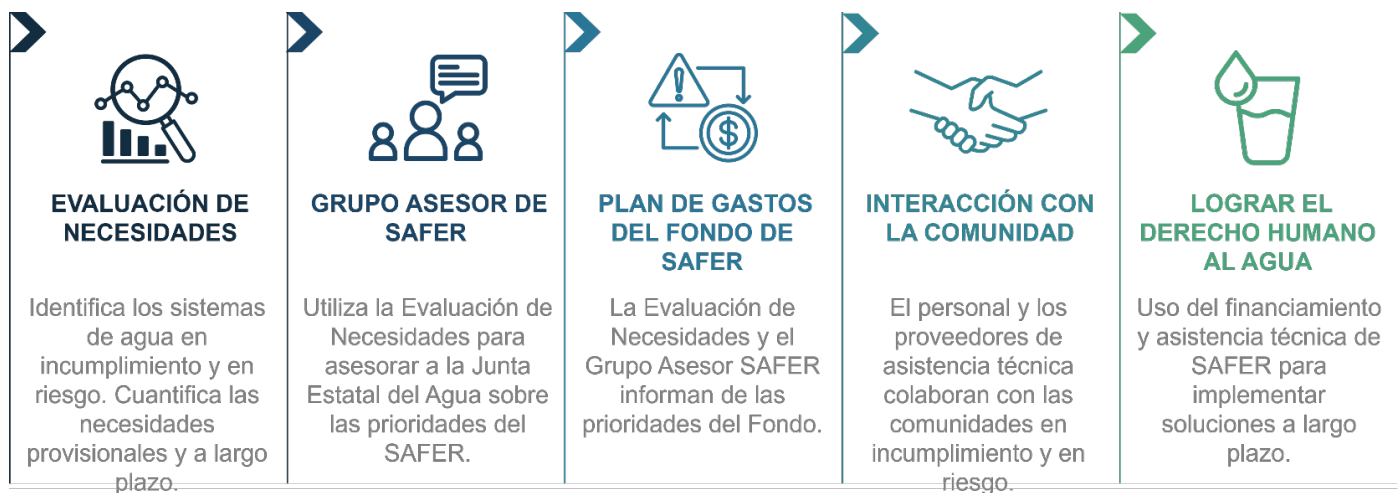 EVALUACIÓN DE
NECESIDADES
Identifica los sistemas
de agua en
incumplimiento y en
riesgo. Cuantifica las
necesidades
provisionales y a largo
plazo.
GRUPO ASESOR DE
SAFER
Utiliza la Evaluación de
Necesidades para
asesorar a la Junta
Estatal del Agua sobre
las prioridades del
SAFER.
PLAN DE GASTOS
DEL FONDO DE
SAFER
La Evaluación de
Necesidades y el
Grupo Asesor SAFER
informan de las
prioridades del Fondo.
INTERACCIÓN CON
LA COMUNIDAD
El personal y los
proveedores de
asistencia técnica
colaboran con las
comunidades en
incumplimiento y en
riesgo.
LOGRAR EL
DERECHO HUMANO
AL AGUA
Uso del financiamiento
y asistencia técnica de
SAFER para
implementar
soluciones a largo
plazo.